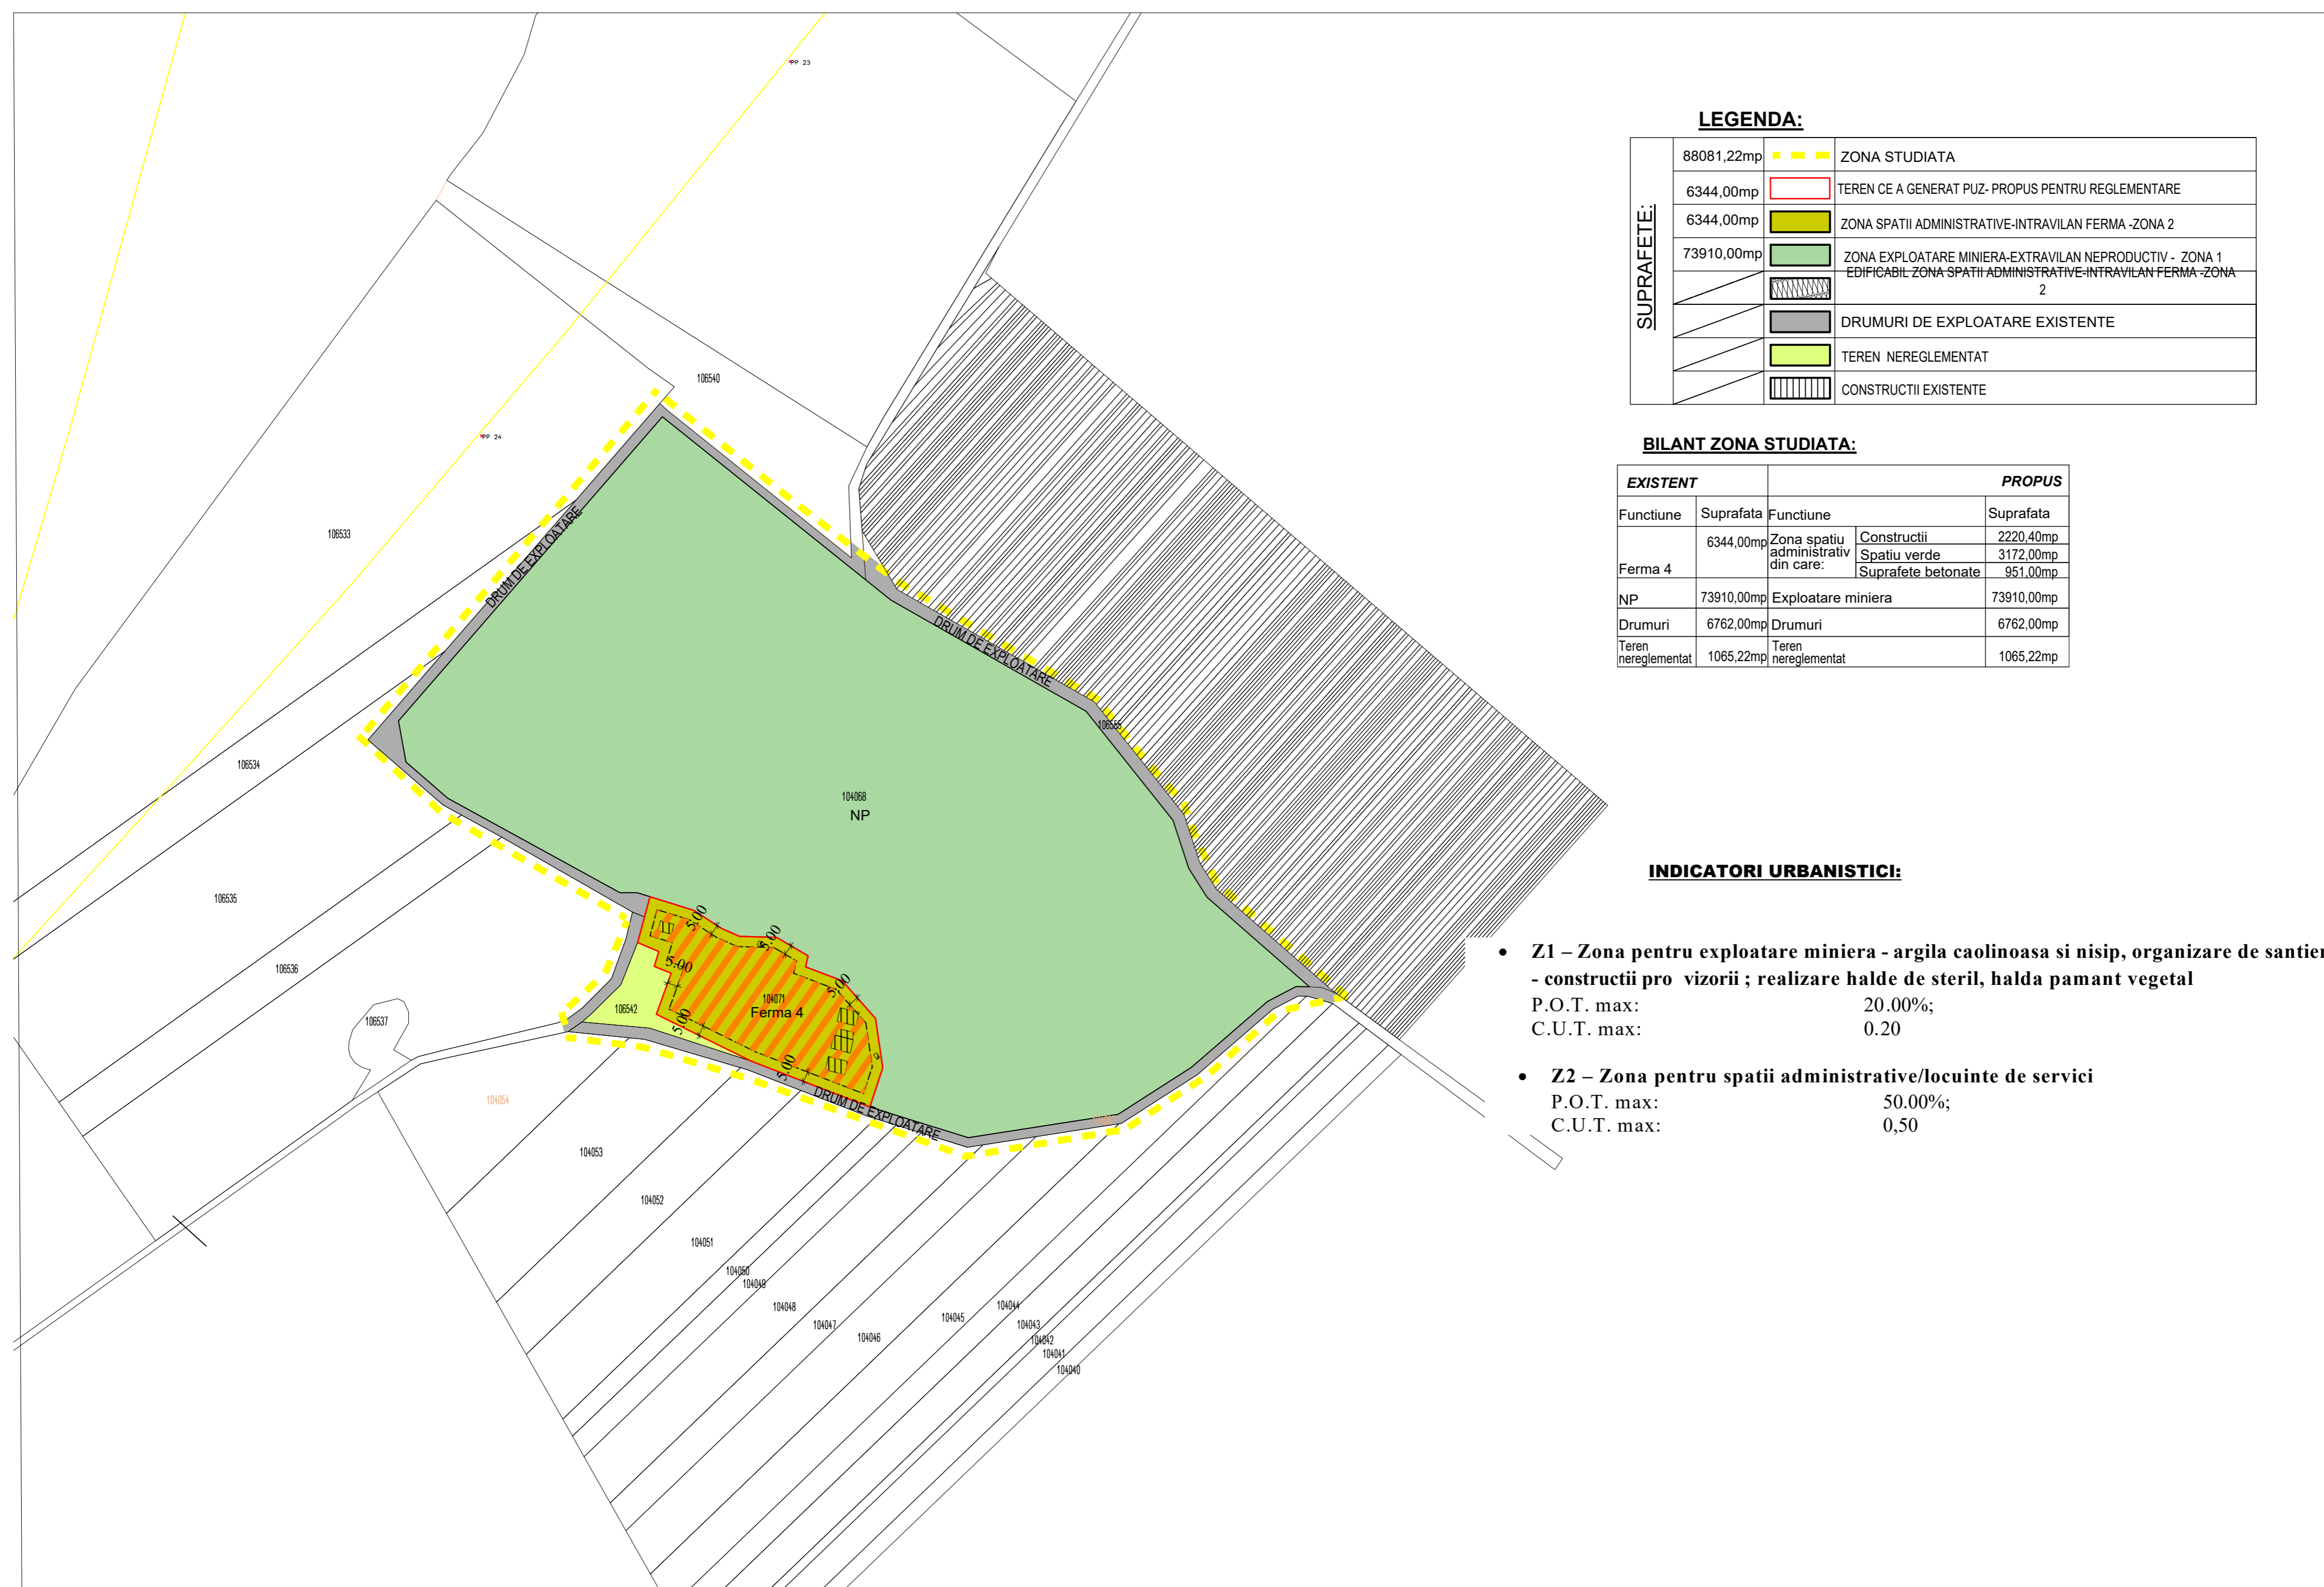 PP 23
LEGENDA:
SUPRAFETE:
88081,22mp ZONA STUDIATA
6344,00mp TEREN CE A GENERAT PUZ- PROPUS PENTRU REGLEMENTARE
6344,00mp ZONA SPATII ADMINISTRATIVE-INTRAVILAN FERMA -ZONA 2
73910,00mp ZONA EXPLOATARE MINIERA-EXTRAVILAN NEPRODUCTIV - ZONA 1
EDIFICABIL ZONA SPATII ADMINISTRATIVE-INTRAVILAN FERMA -ZONA
2
DRUMURI DE EXPLOATARE EXISTENTE
TEREN NEREGLEMENTAT
CONSTRUCTII EXISTENTE
BILANT ZONA STUDIATA:
EXISTENT PROPUS
Functiune Suprafata Functiune Suprafata
Ferma 4 6344,00mp Zona spatiu
administrativ
din care:
Constructii 2220,40mp
Spatiu verde 3172,00mp
Suprafete betonate 951,00mp
NP 73910,00mp Exploatare miniera 73910,00mp
Drumuri 6762,00mp Drumuri 6762,00mp
Teren
nereglementat 1065,22mp
Teren
nereglementat 1065,22mp
INDICATORI URBANISTICI:
• Z1 – Zona pentru exploatare miniera - argila caolinoasa si nisip, organizare de santier
- constructii pro vizorii ; realizare halde de steril, halda pamant vegetal
P.O.T. max: 20.00%;
C.U.T. max: 0.20
• Z2 – Zona pentru spatii administrative/locuinte de servici
P.O.T. max: 50.00%;
C.U.T. max: 0,50
106540
PP 24
106533
DRUM DE EXPLOATARE
DRUM DE EXPLOATARE
106555
106534
104068
NP
106535
5.00
5.00
5.00
5.00
106536
104071
Ferma 4
106542
106537
5.00
5.00
DRUM DE EXPLOATARE
104054
104053
104052
104051
104050
104049
104048
104047
104046
104045
104044
104043
104042
104041
104040